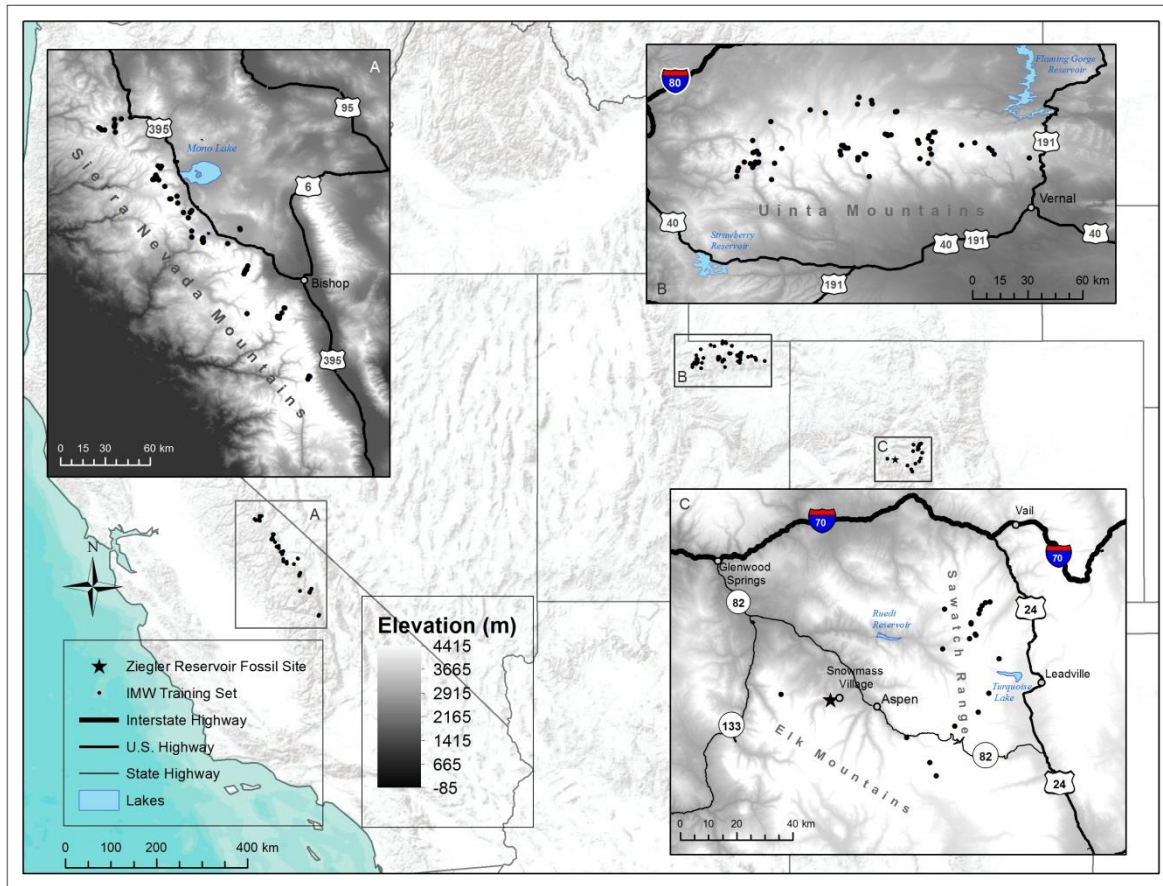 A
95
395
Mono Lake
6
Sierra Nevada Mountains
Bishop
395
0 15 30 60 km
80
Flaming Gorge
Reservoir
191
Uinta Mountains
Vernal
40
Strawberry
Reservoir
40
191
40
191
B
0 15 30 60 km
B
C
A
N
C
Vail
70
70
Glenwood
Springs
82
Sawatch Range
24
Ruedi
Reservoir
Snowmass
Village
Aspen
Turquoise
Lake
Leadville
133
Elk Mountains
82
24
0 10 20 40 km
Elevation (m)
4415
3665
2915
2165
1415
665
-85
Ziegler Reservoir Fossil Site
IMW Training Set
Interstate Highway
U.S. Highway
State Highway
Lakes
0 100 200 400 km